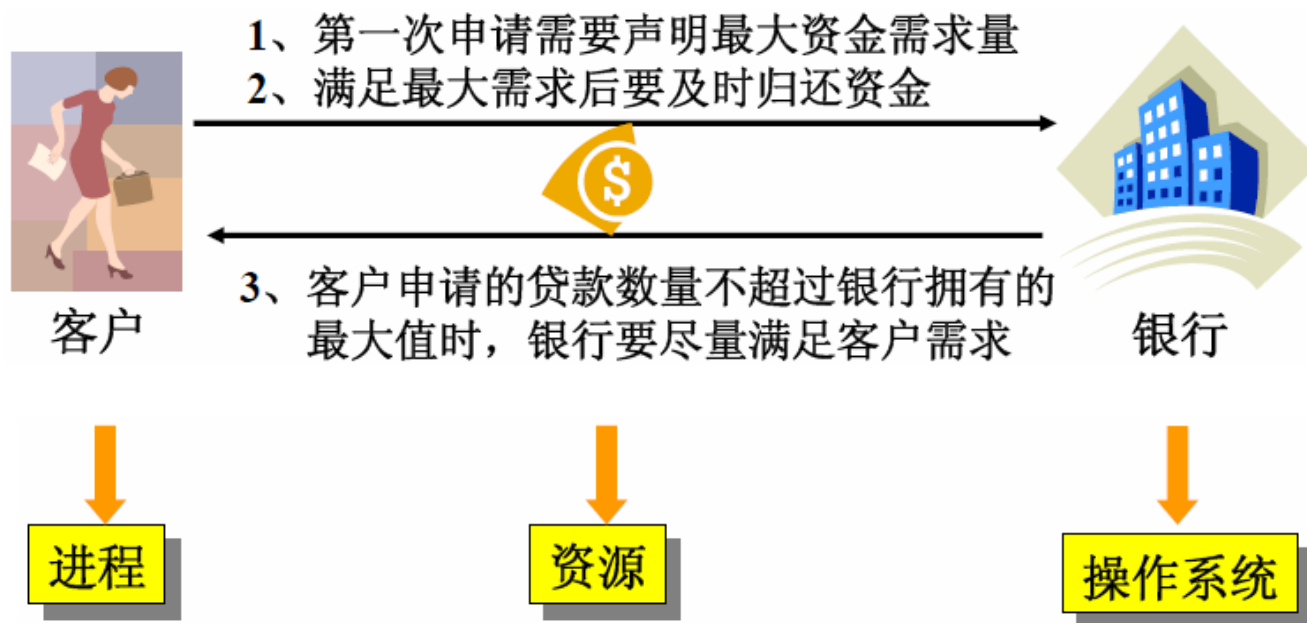 1、第一次申请需要声明最大资金需求量
2、满足最大需求后要及时归还资金
$
3、客户申请的贷款数量不超过银行拥有的
最大值时，银行要尽量满足客户需求
客户
银行
进程
资源
操作系统